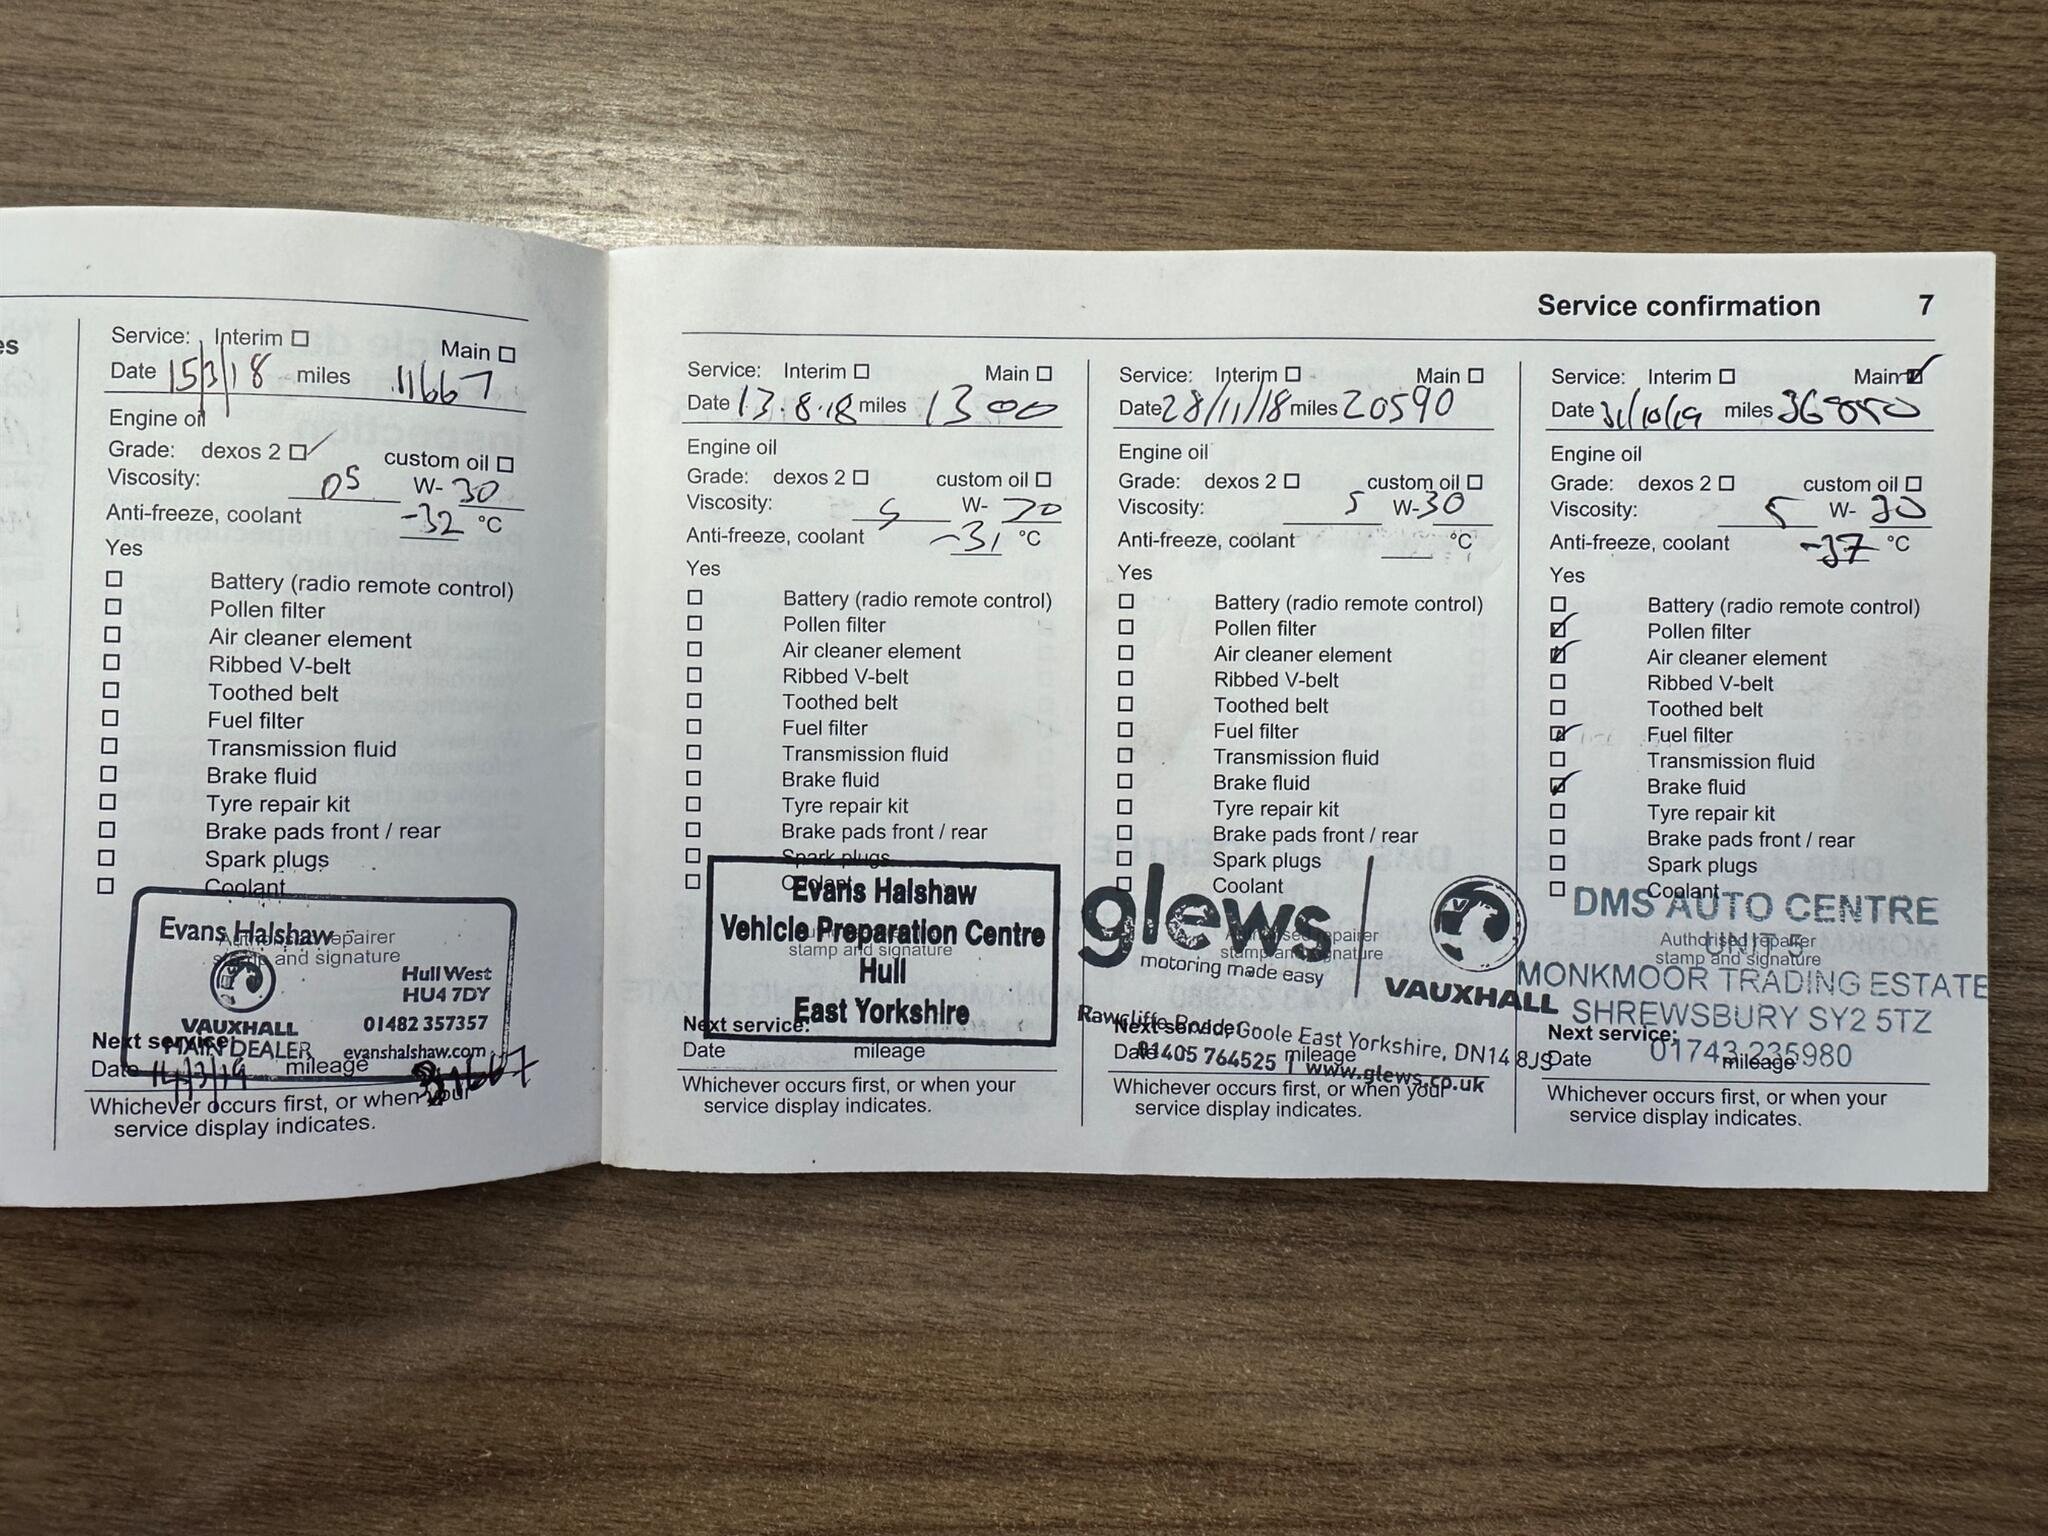 es
Service: Interim Main
Date 15/3/18 miles 11667
Engine oil
Grade: dexos 2 custom oil
Viscosity: 05 W-30
Anti-freeze, coolant -32 °C
Yes
Battery (radio remote control)
Pollen filter
Air cleaner element
Ribbed V-belt
Toothed belt
Fuel filter
Transmission fluid
Brake fluid
Tyre repair kit
Brake pads front / rear
Spark plugs
Coolant
Evans Halshaw
Authorised repairer
stamp and signature
Hull West
HU4 7DY
VAUXHALL
01482 357357
MAIN DEALER
evanshalshaw.com
Next service:
Date 14/3/19 mileage
Whichever occurs first, or when your
service display indicates.
Service confirmation 7
Service: Interim Main
Date 13.8.18 miles 1300
Engine oil
Grade: dexos 2 custom oil
Viscosity: 5 W-
Anti-freeze, coolant -31 °C
Yes
Battery (radio remote control)
Pollen filter
Air cleaner element
Ribbed V-belt
Toothed belt
Fuel filter
Transmission fluid
Brake fluid
Tyre repair kit
Brake pads front / rear
Spark plugs
Coolant
Evans Halshaw
Vehicle Preparation Centre
Authorised repairer
stamp and signature
Hull
East Yorkshire
Next service:
Date mileage
Whichever occurs first, or when your
service display indicates.
Service: Interim Main
Date 28/11/18 miles 20590
Engine oil
Grade: dexos 2 custom oil
Viscosity: 5 W-30
Anti-freeze, coolant °C
Yes
Battery (radio remote control)
Pollen filter
Air cleaner element
Ribbed V-belt
Toothed belt
Fuel filter
Transmission fluid
Brake fluid
Tyre repair kit
Brake pads front / rear
Spark plugs
Coolant
glews
Authorised repairer
stamp and signature
motoring made easy
VAUXHALL
Rawcliffe Road, Goole East Yorkshire, DN14 8JS
Next service:
01405 764525 | www.glews.co.uk
Date mileage
Whichever occurs first, or when your
service display indicates.
Service: Interim Main
Date 31/10/19 miles
Engine oil
Grade: dexos 2 custom oil
Viscosity: 5 W-30
Anti-freeze, coolant -37 °C
Yes
Battery (radio remote control)
Pollen filter
Air cleaner element
Ribbed V-belt
Toothed belt
Fuel filter
Transmission fluid
Brake fluid
Tyre repair kit
Brake pads front / rear
Spark plugs
Coolant
DMS AUTO CENTRE
UNIT 5
Authorised repairer
stamp and signature
MONKMOOR TRADING ESTATE
SHREWSBURY SY2 5TZ
Next service:
01743 235980
Date mileage
Whichever occurs first, or when your
service display indicates.